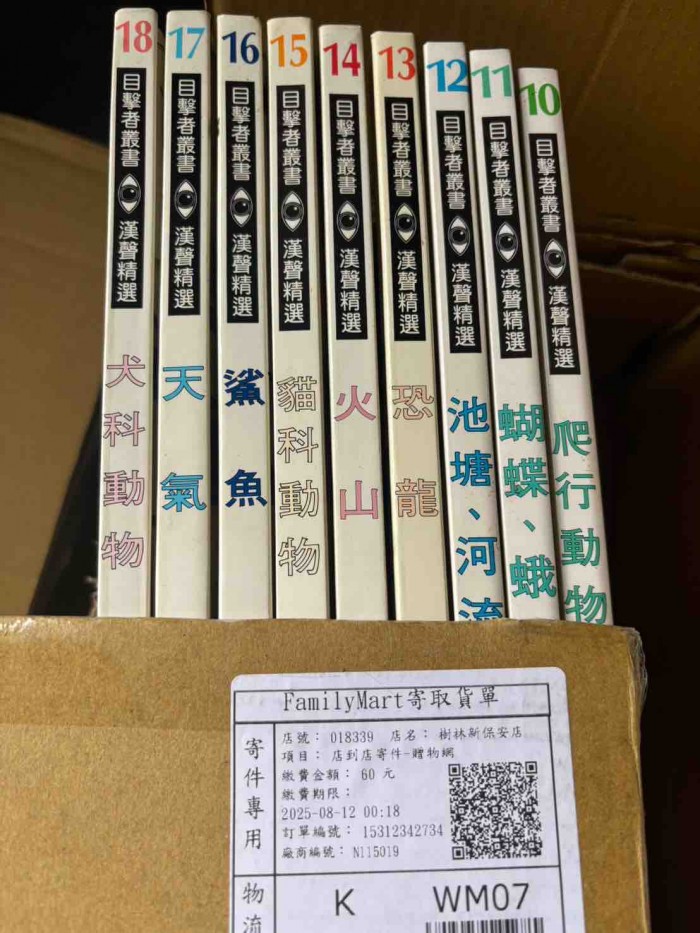 18
目擊者叢書
漢聲精選
犬科動物
17
目擊者叢書
漢聲精選
天氣
16
目擊者叢書
漢聲精選
鯊魚
15
目擊者叢書
漢聲精選
貓科動物
14
目擊者叢書
漢聲精選
火山
13
目擊者叢書
漢聲精選
恐龍
12
目擊者叢書
漢聲精選
池塘、河流
11
目擊者叢書
漢聲精選
蝴蝶、蛾
10
目擊者叢書
漢聲精選
爬行動物
FamilyMart寄取貨單
寄件專用
店號： 018339 店名： 樹林新保安店
項目： 店到店寄件-贈物網
繳費金額： 60 元
繳費期限：
2025-08-12 00:18
訂單編號： 15312342734
廠商編號： N115019
物流
K
WM07